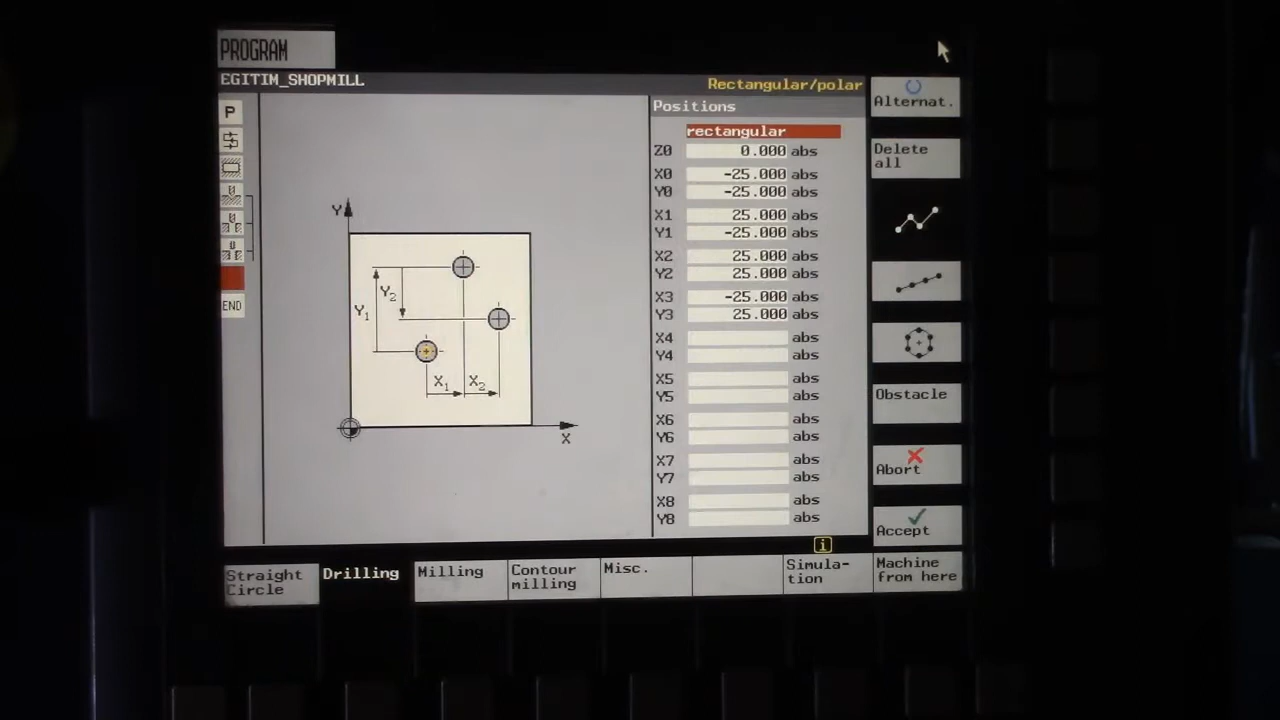 PROGRAM
EGITIM_SHOPMILL
Rectangular/polar
Positions
rectangular
Z0 0.000 abs
X0 -25.000 abs
Y0 -25.000 abs
X1 25.000 abs
Y1 -25.000 abs
X2 25.000 abs
Y2 25.000 abs
X3 -25.000 abs
Y3 25.000 abs
X4 abs
Y4 abs
X5 abs
Y5 abs
X6 abs
Y6 abs
X7 abs
Y7 abs
X8 abs
Y8 abs
P
END
Y
Y2
Y1
X1 X2
X
Alternat.
Delete
all
Obstacle
Abort
Accept
i
Straight
Circle
Drilling
Milling
Contour
milling
Misc.
Simula-
tion
Machine
from here